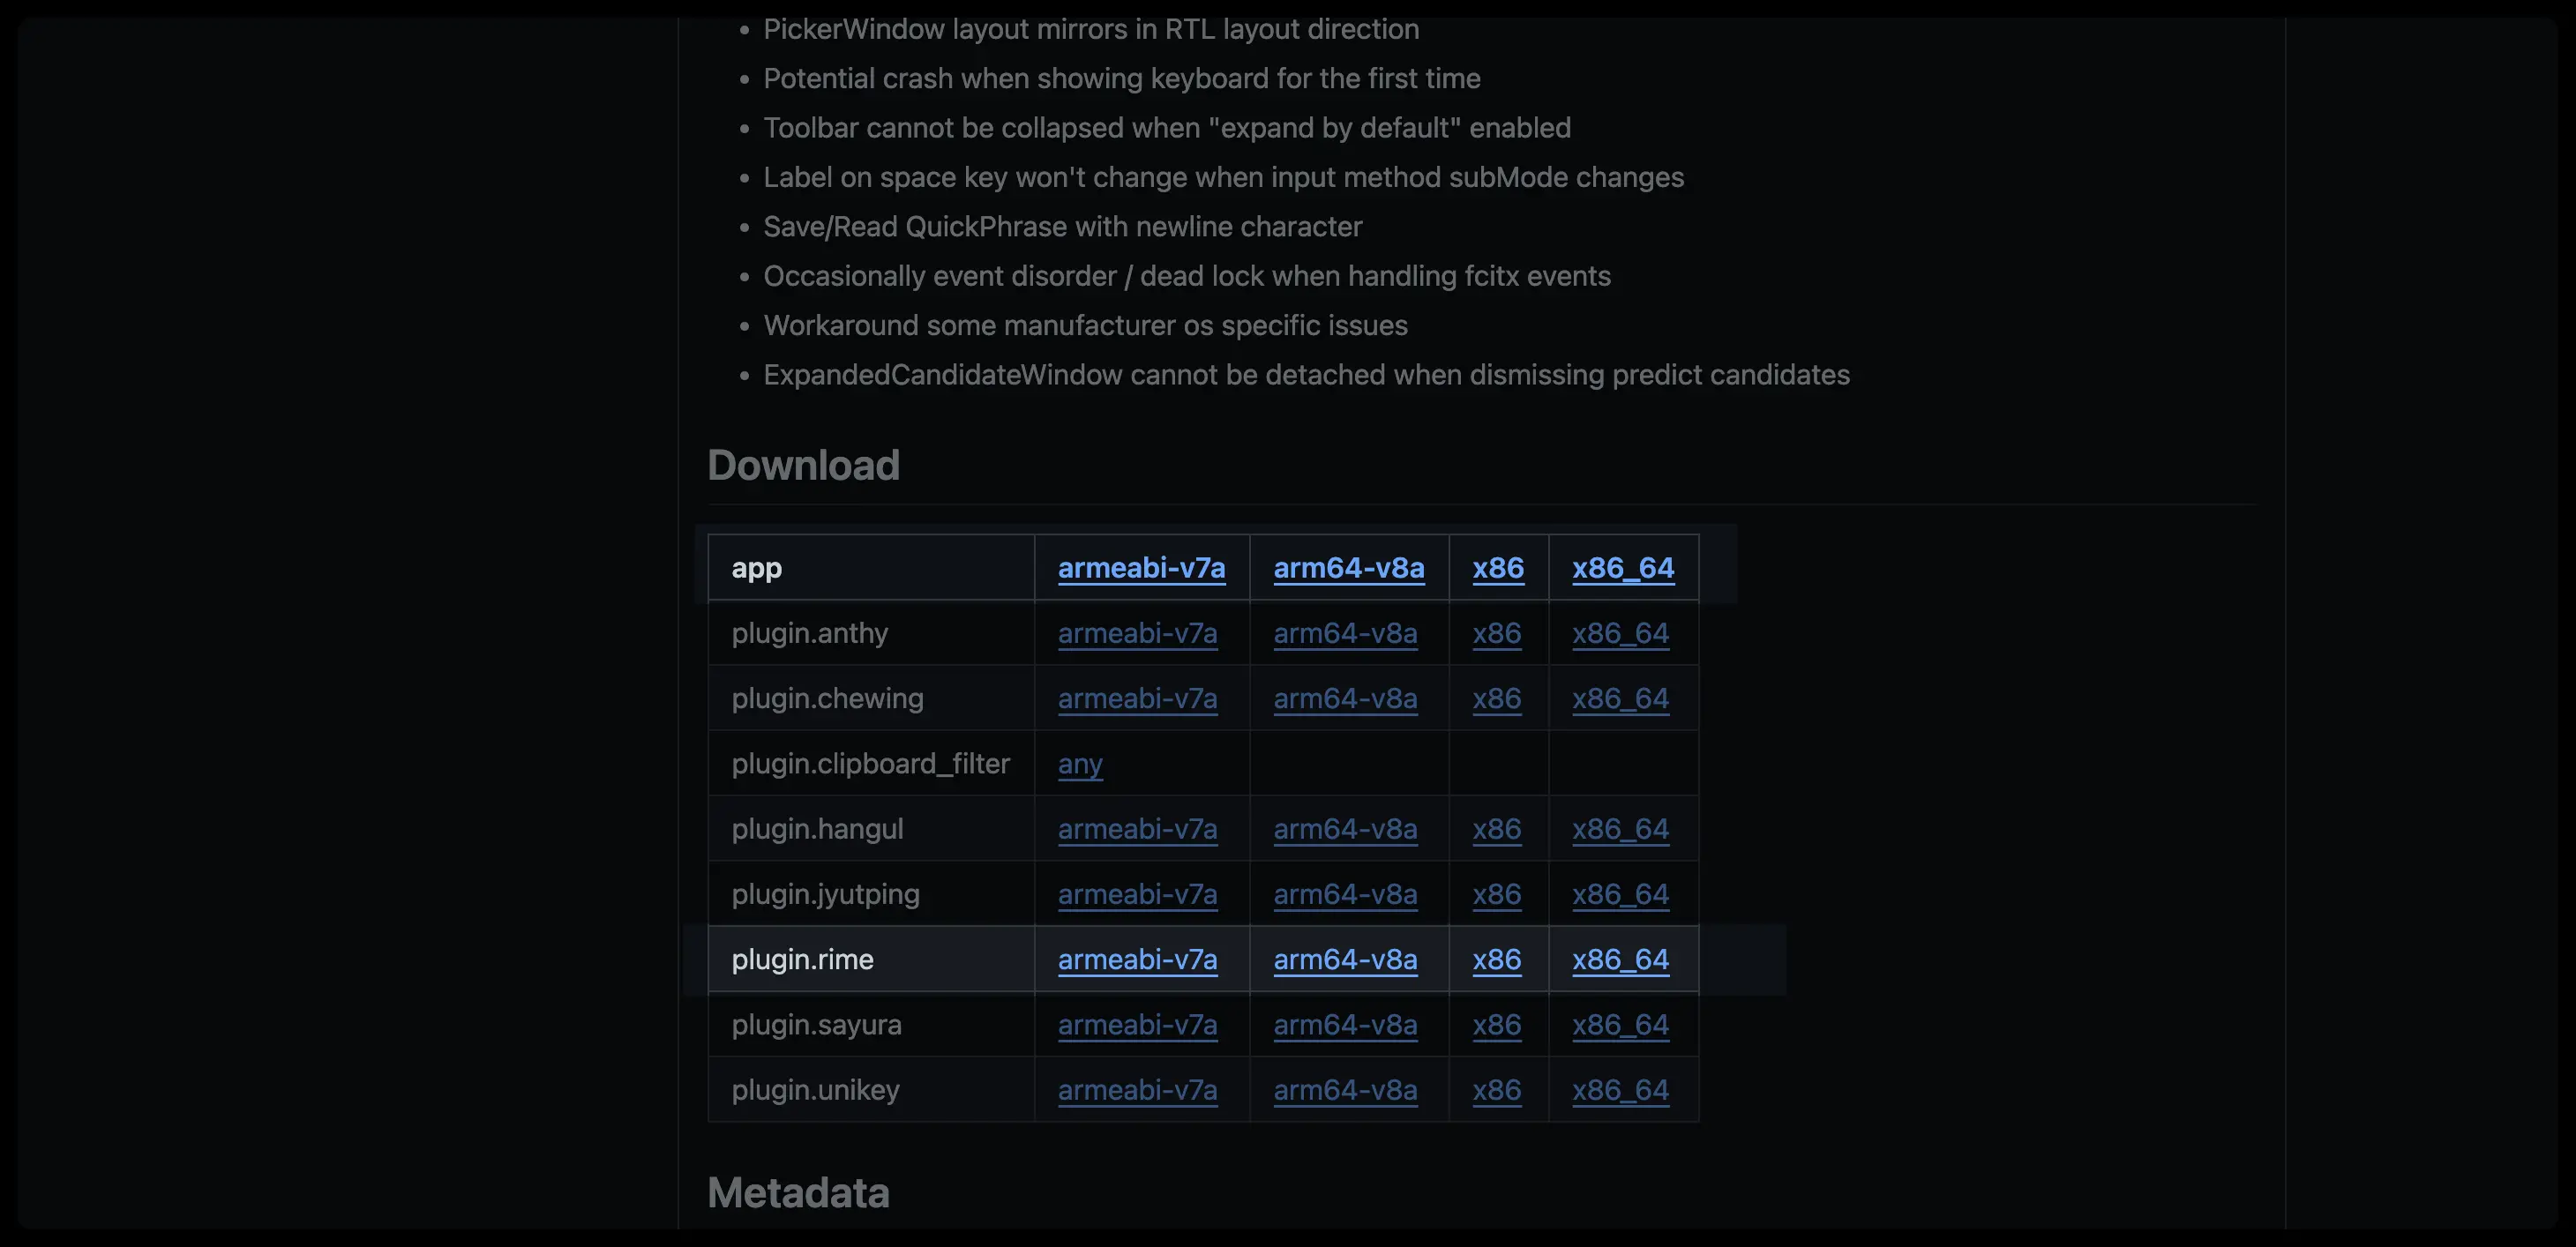 PickerWindow layout mirrors in RTL layout direction
Potential crash when showing keyboard for the first time
Toolbar cannot be collapsed when "expand by default" enabled
Label on space key won't change when input method subMode changes
Save/Read QuickPhrase with newline character
Occasionally event disorder / dead lock when handling fcitx events
Workaround some manufacturer os specific issues
ExpandedCandidateWindow cannot be detached when dismissing predict candidates
Download
app armeabi-v7a arm64-v8a x86 x86_64
plugin.anthy armeabi-v7a arm64-v8a x86 x86_64
plugin.chewing armeabi-v7a arm64-v8a x86 x86_64
plugin.clipboard_filter any
plugin.hangul armeabi-v7a arm64-v8a x86 x86_64
plugin.jyutping armeabi-v7a arm64-v8a x86 x86_64
plugin.rime armeabi-v7a arm64-v8a x86 x86_64
plugin.sayura armeabi-v7a arm64-v8a x86 x86_64
plugin.unikey armeabi-v7a arm64-v8a x86 x86_64
Metadata